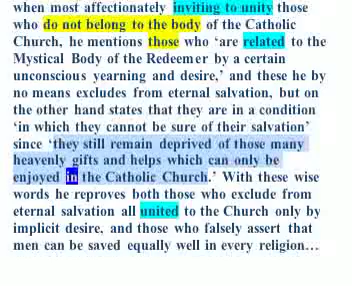 when most affectionately inviting to unity those
who do not belong to the body of the Catholic
Church, he mentions those who ‘are related to the
Mystical Body of the Redeemer by a certain
unconscious yearning and desire,’ and these he by
no means excludes from eternal salvation, but on
the other hand states that they are in a condition
‘in which they cannot be sure of their salvation’
since ‘they still remain deprived of those many
heavenly gifts and helps which can only be
enjoyed in the Catholic Church.’ With these wise
words he reproves both those who exclude from
eternal salvation all united to the Church only by
implicit desire, and those who falsely assert that
men can be saved equally well in every religion…